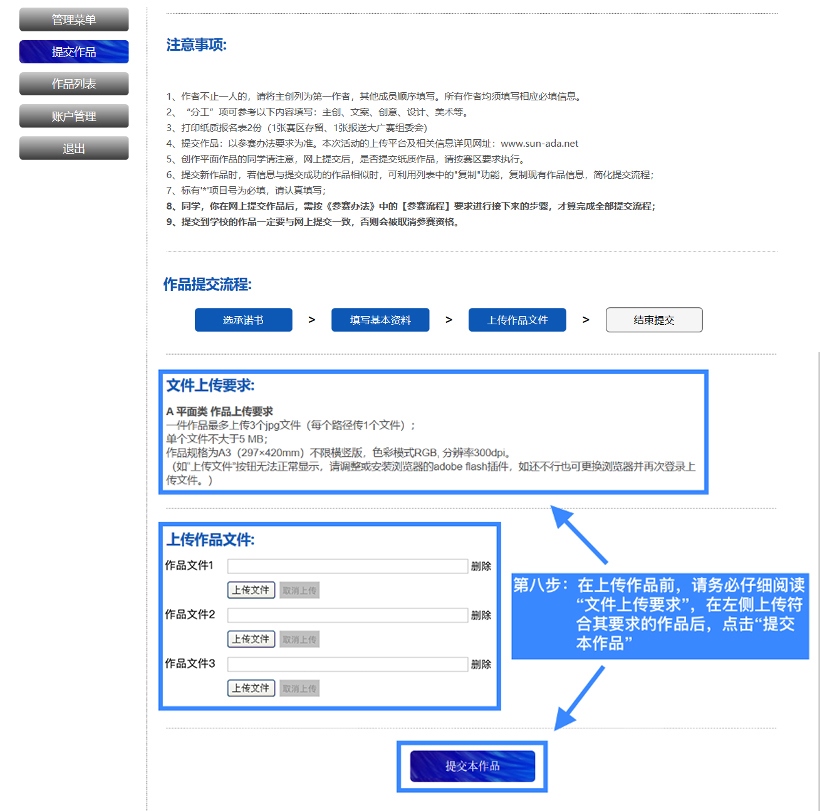 管理菜单
提交作品
作品列表
账户管理
退出
注意事项:
1、作者不止一人的，请将主创列为第一作者，其他成员顺序填写。所有作者均须填写相应必填信息。
2、 “分工”项可参考以下内容填写：主创、文案、创意、设计、美术等。
3、打印纸质报名表2份（1张赛区存留、1张报送大广赛组委会)
4、提交作品：以参赛办法要求为准。本次活动的上传平台及相关信息详见网址：www.sun-ada.net
5、创作平面作品的同学请注意，网上提交后，是否提交纸质作品，请按赛区要求执行。
6、提交新作品时，若信息与提交成功的作品相似时，可利用列表中的"复制"功能，复制现有作品信息，简化提交流程；
7、标有'*'项目号为必填，请认真填写；
8、同学，你在网上提交作品后，需按《参赛办法》中的【参赛流程】要求进行接下来的步骤，才算完成全部提交流程；
9、提交到学校的作品一定要与网上提交一致，否则会被取消参赛资格。
作品提交流程:
选承诺书 > 填写基本资料 > 上传作品文件 > 结束提交
文件上传要求:
A 平面类 作品上传要求
一件作品最多上传3个jpg文件（每个路径传1个文件）；
单个文件不大于5 MB；
作品规格为A3（297×420mm）不限横竖版，色彩模式RGB, 分辨率300dpi。
（如"上传文件"按钮无法正常显示，请调整或安装浏览器的adobe flash插件，如还不行也可更换浏览器并再次登录上
传文件。）
上传作品文件:
作品文件1 删除
上传文件 取消上传
作品文件2 删除
上传文件 取消上传
作品文件3 删除
上传文件 取消上传
第八步：在上传作品前，请务必仔细阅读
“文件上传要求”，在左侧上传符
合其要求的作品后，点击“提交
本作品”
提交本作品